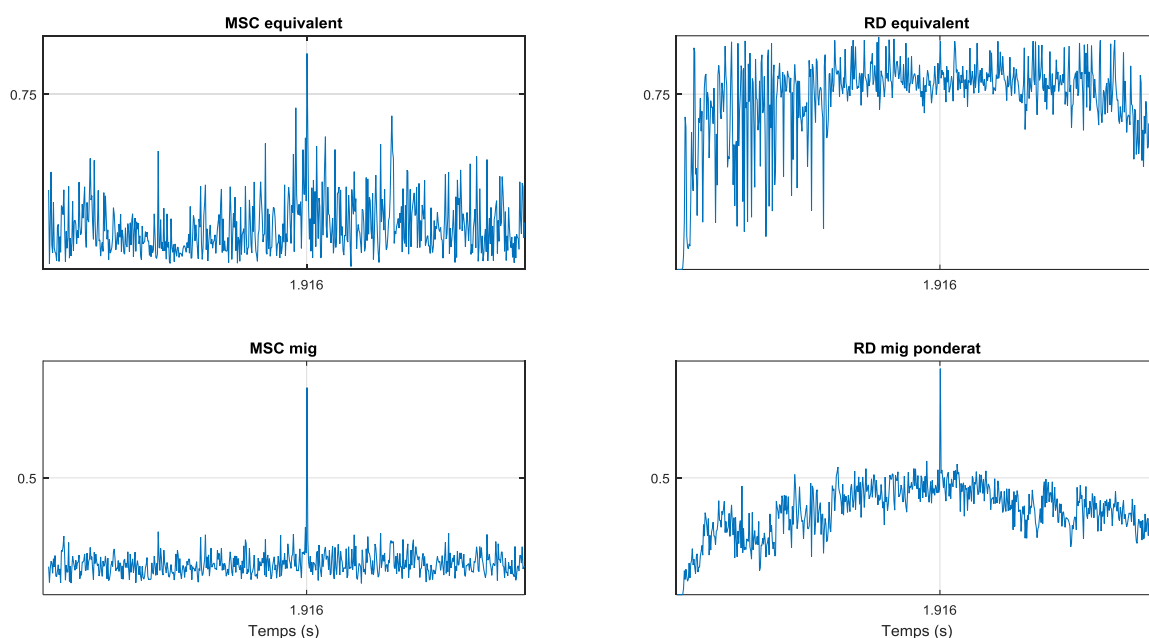 MSC equivalent
0.75
1.916
RD equivalent
0.75
1.916
MSC mig
0.5
1.916
Temps (s)
RD mig ponderat
0.5
1.916
Temps (s)